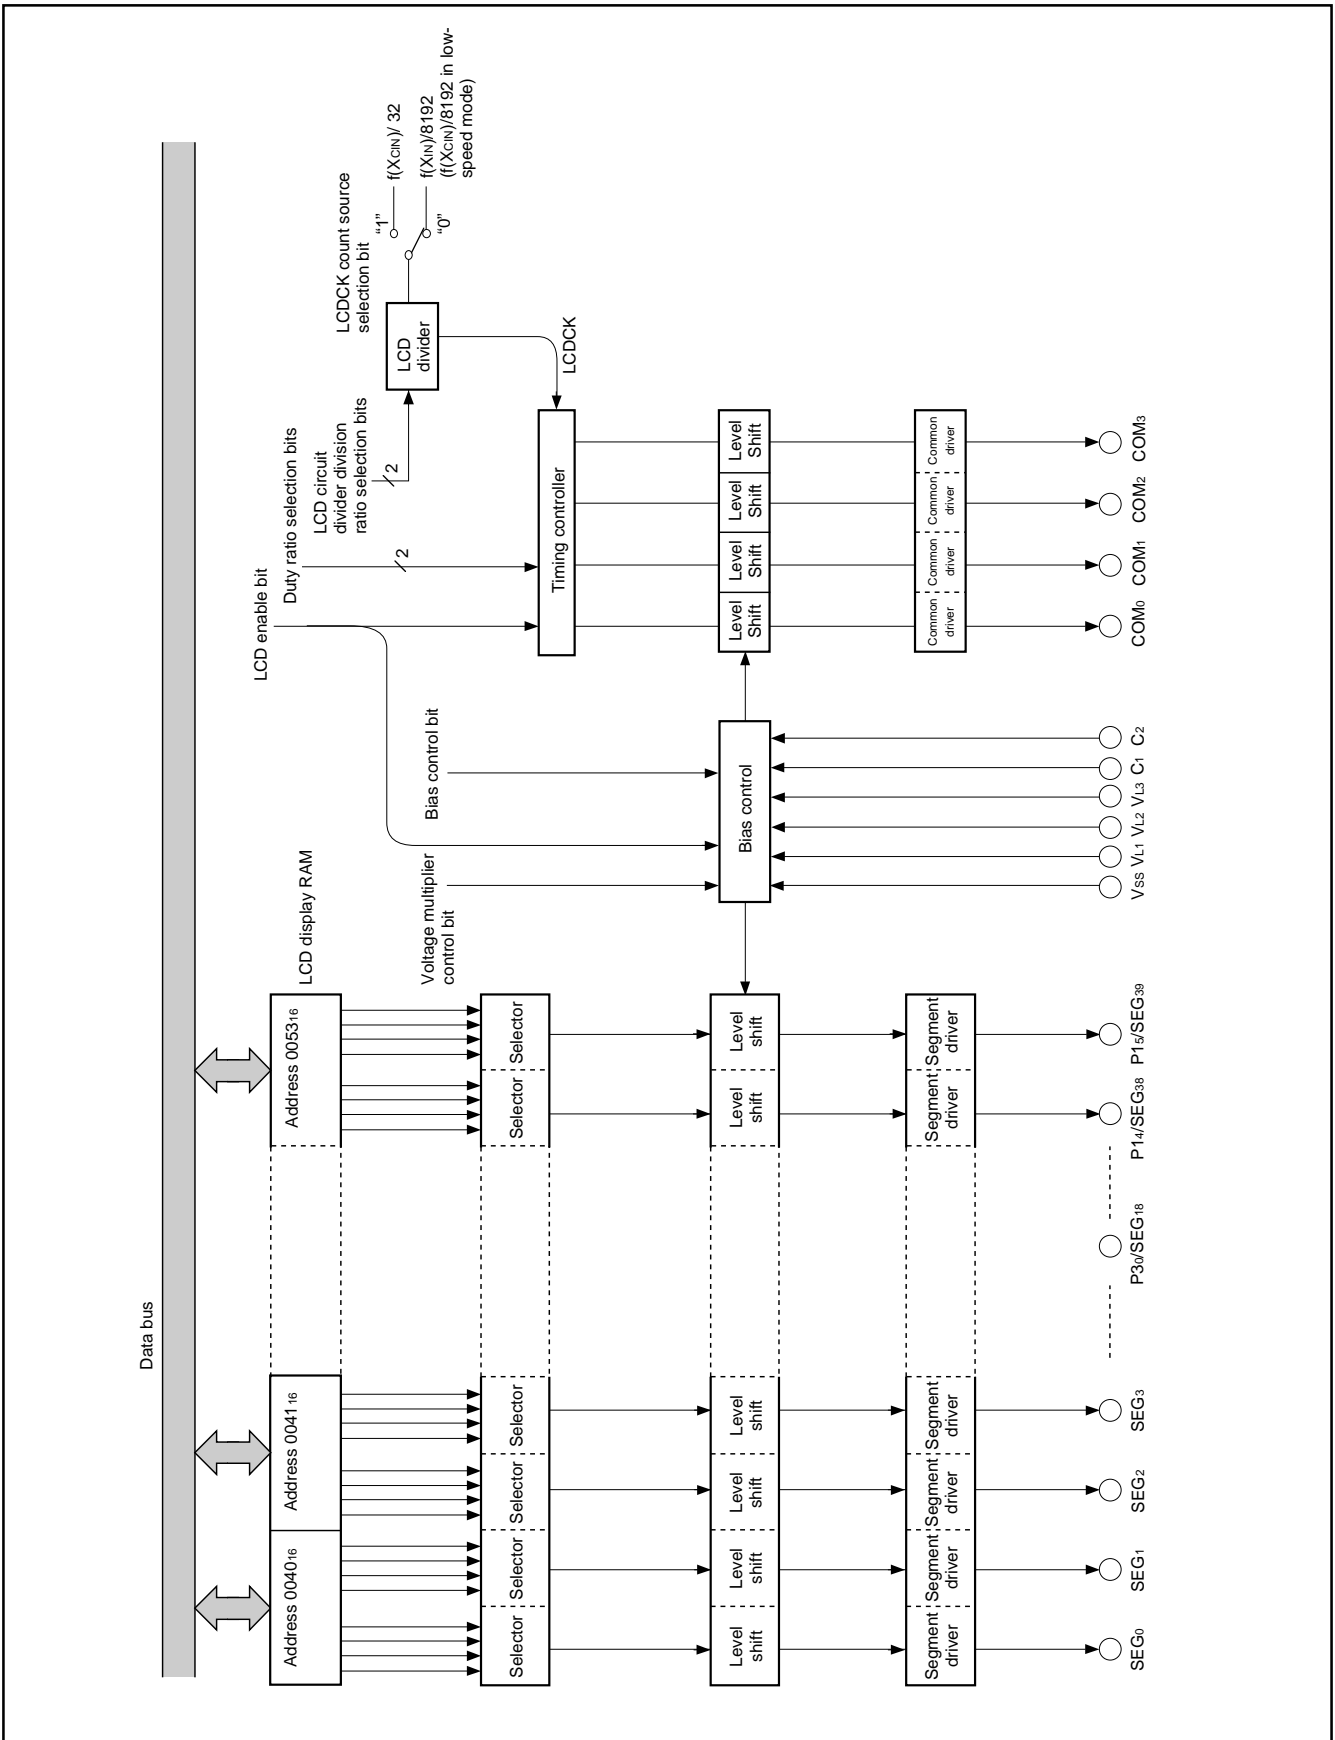 Data bus
LCD enable bit
Duty ratio selection bits
LCD circuit
divider division
ratio selection bits
2
2
LCDCK count source
selection bit
“1”
“0”
f(XCIN)/ 32
f(XIN)/8192
(f(XCIN)/8192 in low-
speed mode)
LCD
divider
LCDCK
LCD display RAM
Address 004016
Address 004116
Address 005316
Voltage multiplier
control bit
Bias control bit
Timing controller
Selector
Selector
Selector
Selector
Selector
Selector
Bias control
Level
shift
Level
shift
Level
shift
Level
shift
Level
shift
Level
shift
Level
Shift
Level
Shift
Level
Shift
Level
Shift
Segment
driver
Segment
driver
Segment
driver
Segment
driver
Segment
driver
Segment
driver
Common
driver
Common
driver
Common
driver
Common
driver
SEG0
SEG1
SEG2
SEG3
P30/SEG18
P14/SEG38
P15/SEG39
VSS
VL1
VL2
VL3
C1
C2
COM0
COM1
COM2
COM3